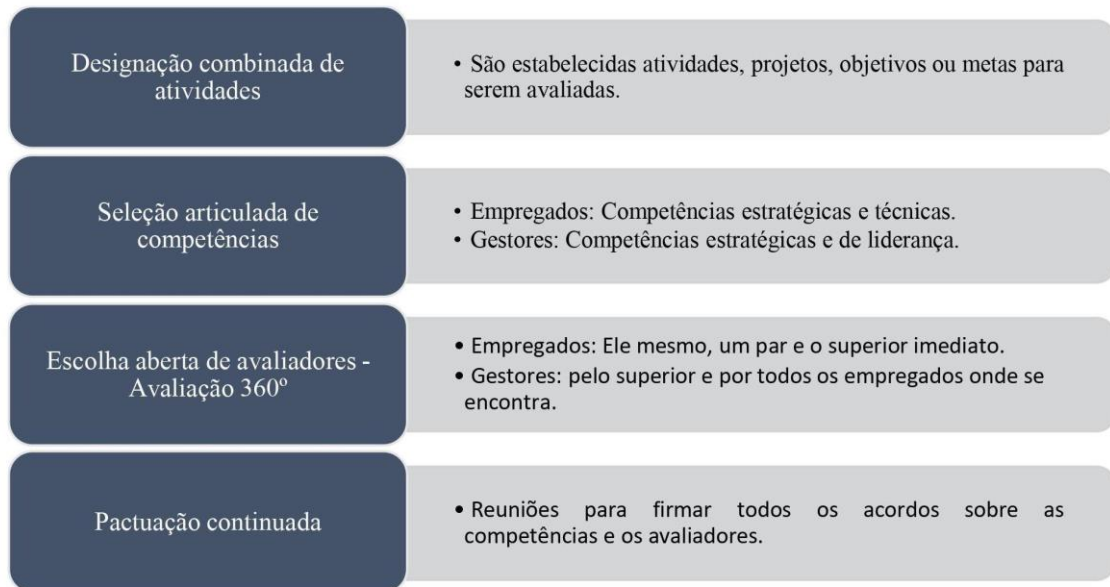 Designação combinada de
atividades
• São estabelecidas atividades, projetos, objetivos ou metas para
serem avaliadas.
Seleção articulada de
competências
• Empregados: Competências estratégicas e técnicas.
• Gestores: Competências estratégicas e de liderança.
Escolha aberta de avaliadores -
Avaliação 360º
• Empregados: Ele mesmo, um par e o superior imediato.
• Gestores: pelo superior e por todos os empregados onde se
encontra.
Pactuação continuada
• Reuniões para firmar todos os acordos sobre as
competências e os avaliadores.